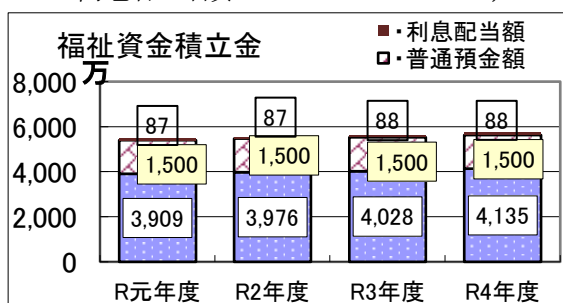 福祉資金積立金
■・利息配当額
・普通預金額
8,000
万
6,000
4,000
2,000
0
87
87
88
88
1,500
1,500
1,500
1,500
3,909
3,976
4,028
4,135
R元年度
R2年度
R3年度
R4年度